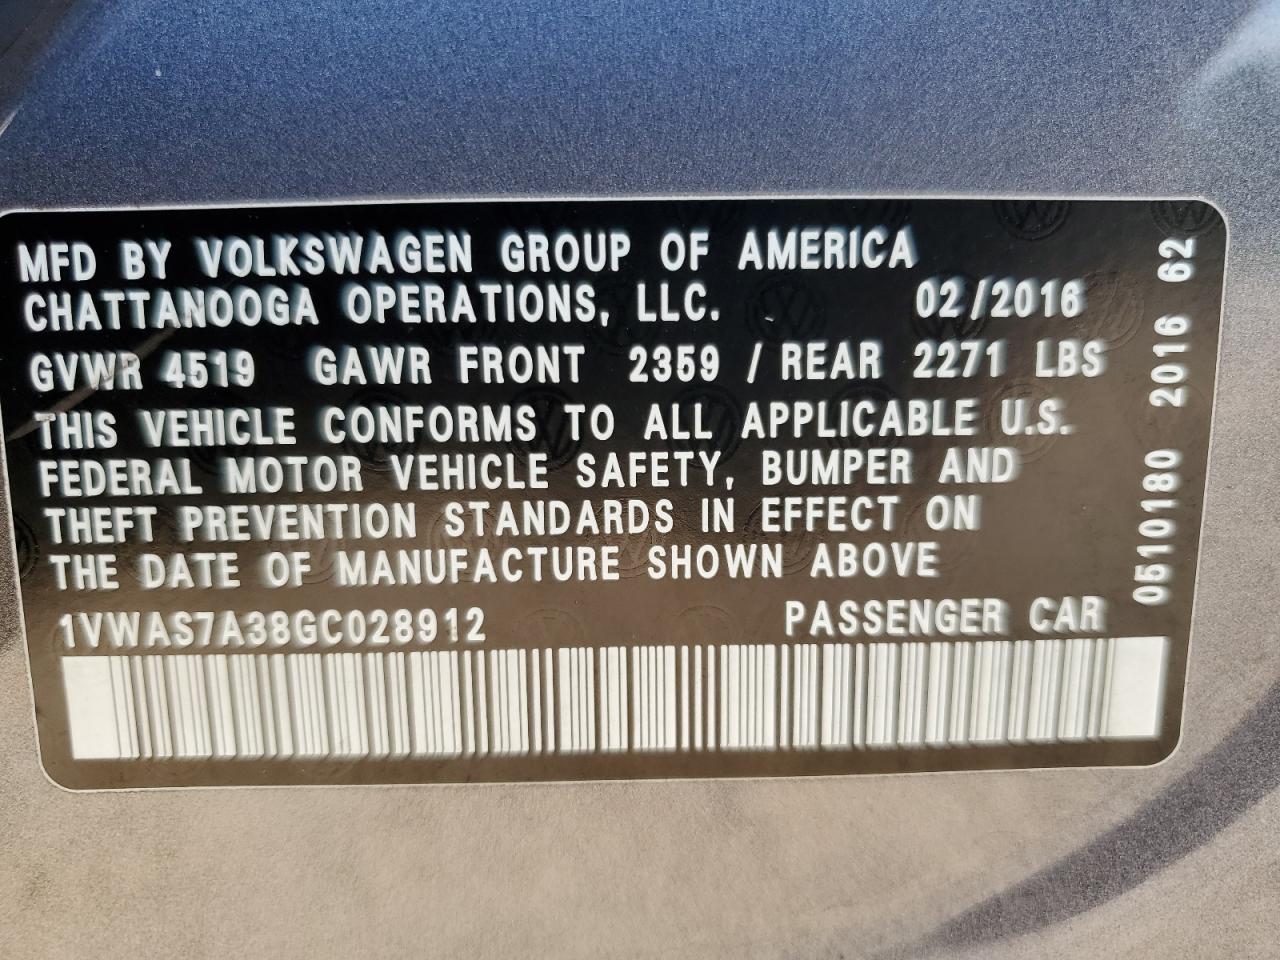 MFD BY VOLKSWAGEN GROUP OF AMERICA
CHATTANOOGA OPERATIONS, LLC. 02/2016
GVWR 4519 GAWR FRONT 2359 / REAR 2271 LBS
THIS VEHICLE CONFORMS TO ALL APPLICABLE U.S.
FEDERAL MOTOR VEHICLE SAFETY, BUMPER AND
THEFT PREVENTION STANDARDS IN EFFECT ON
THE DATE OF MANUFACTURE SHOWN ABOVE
1VWAS7A38GC028912 PASSENGER CAR
0510180 2016 62